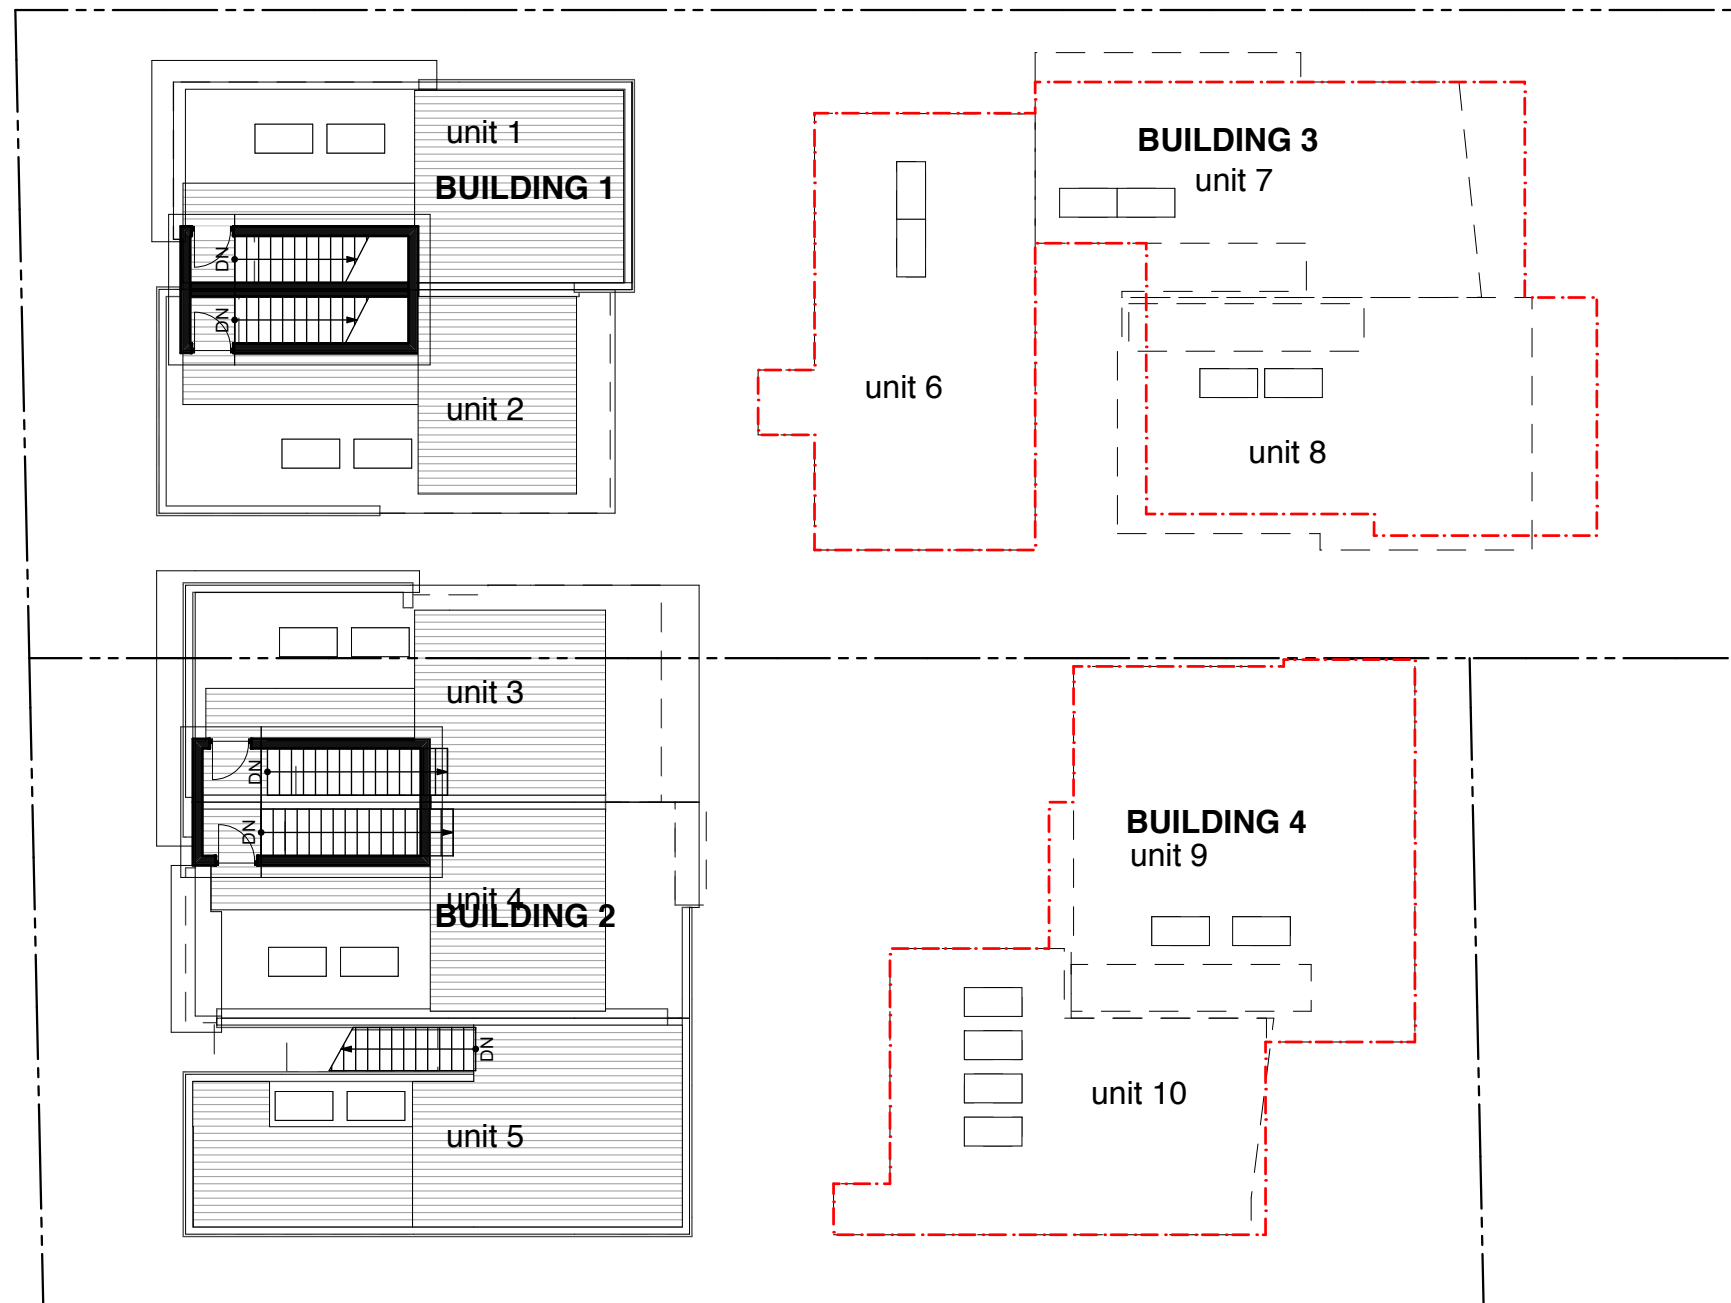 unit 1
BUILDING 1
DN
DN
unit 2
BUILDING 3
unit 7
unit 6
unit 8
unit 3
DN
DN
unit 4
BUILDING 2
DN
unit 5
BUILDING 4
unit 9
unit 10